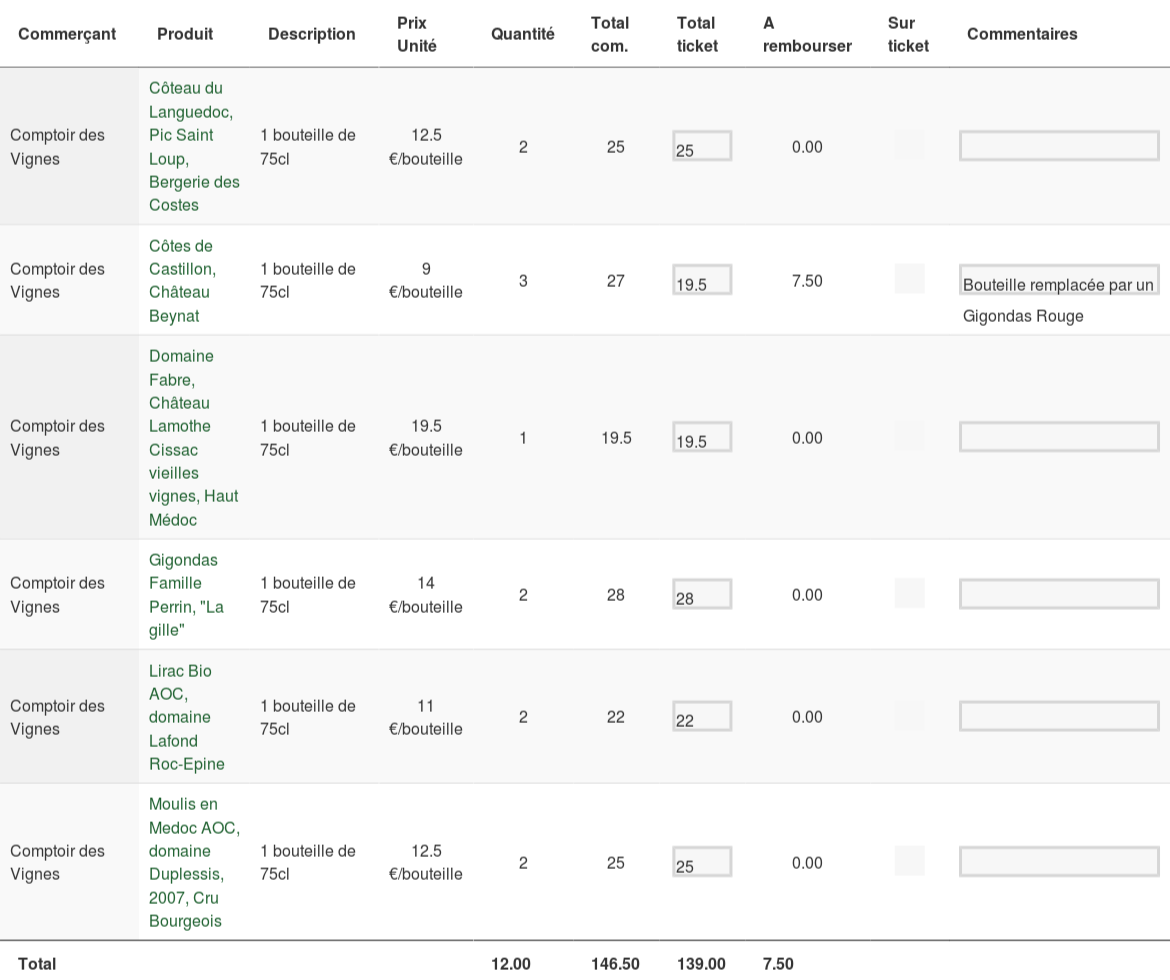 Commerçant Produit Description Prix Unité Quantité Total com. Total ticket A rembourser Sur ticket Commentaires
Comptoir des Vignes
Côteau du
Languedoc,
Pic Saint
Loup,
Bergerie des
Costes
1 bouteille de
75cl
12.5
€/bouteille
2
25
25
0.00
Comptoir des
Vignes
Côtes de
Castillon,
Château
Beynat
1 bouteille de
75cl
9
€/bouteille
3
27
19.5
7.50
Bouteille remplacée par un
Gigondas Rouge
Comptoir des
Vignes
Domaine
Fabre,
Château
Lamothe
Cissac
vieilles
vignes, Haut
Médoc
1 bouteille de
75cl
19.5
€/bouteille
1
19.5
19.5
0.00
Comptoir des
Vignes
Gigondas
Famille
Perrin, "La
gille"
1 bouteille de
75cl
14
€/bouteille
2
28
28
0.00
Comptoir des
Vignes
Lirac Bio
AOC,
domaine
Lafond
Roc-Epine
1 bouteille de
75cl
11
€/bouteille
2
22
22
0.00
Comptoir des
Vignes
Moulis en
Medoc AOC,
domaine
Duplessis,
2007, Cru
Bourgeois
1 bouteille de
75cl
12.5
€/bouteille
2
25
25
0.00
Total 12.00 146.50 139.00 7.50